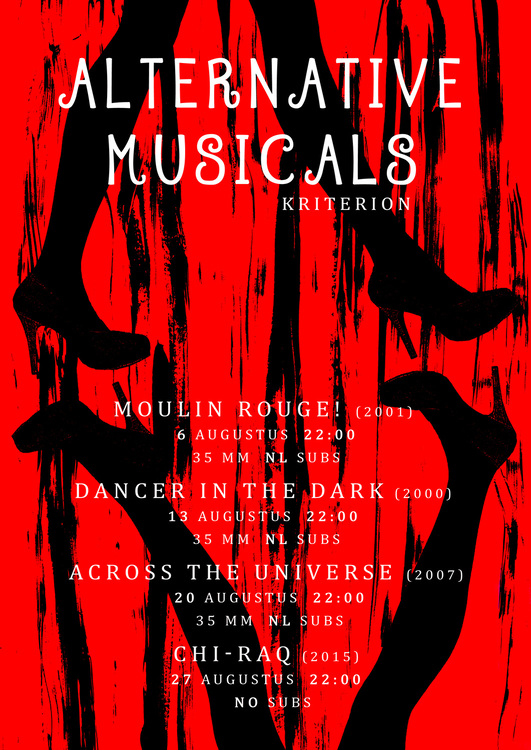 ALTERNATIVE
MUSICALS
KRITERION
MOULIN ROUGE! (2001)
6 AUGUSTUS 22:00
35 MM NL SUBS
DANCER IN THE DARK (2000)
13 AUGUSTUS 22:00
35 MM NL SUBS
ACROSS THE UNIVERSE (2007)
20 AUGUSTUS 22:00
35 MM NL SUBS
CHI-RAQ (2015)
27 AUGUSTUS 22:00
NO SUBS